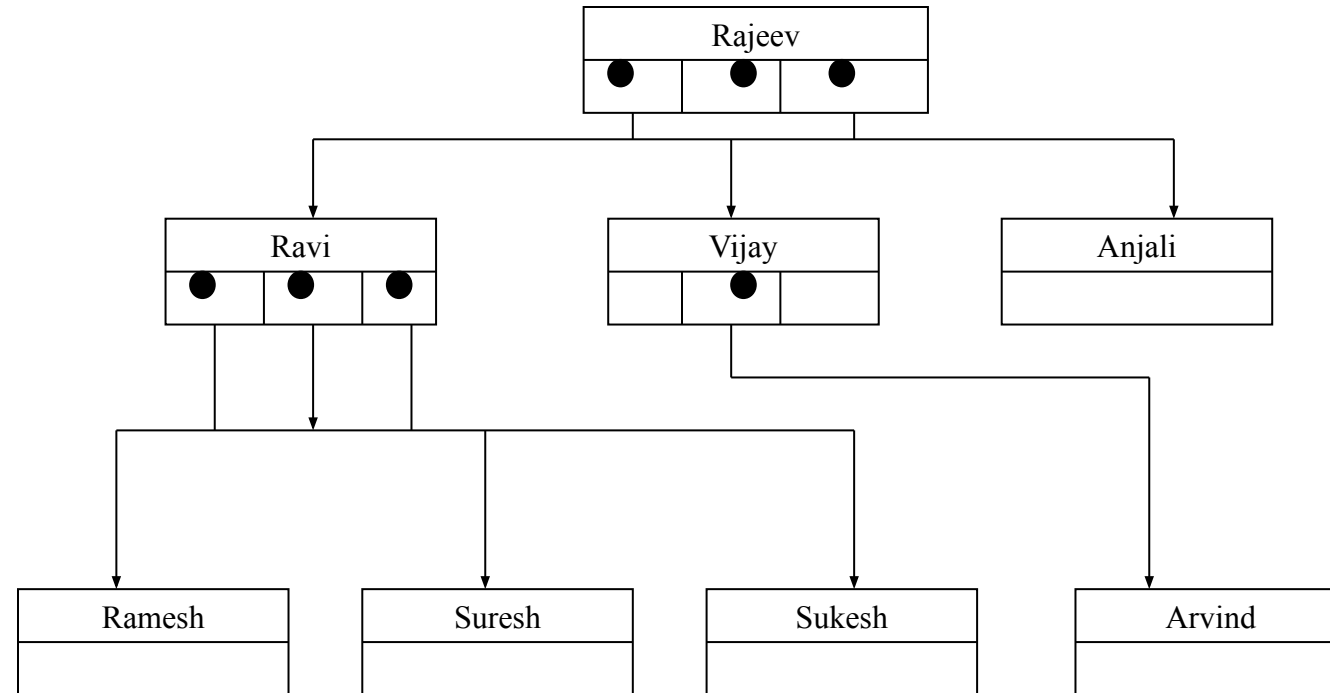 Rajeev
Ravi
Vijay
Anjali
Ramesh
Suresh
Sukesh
Arvind